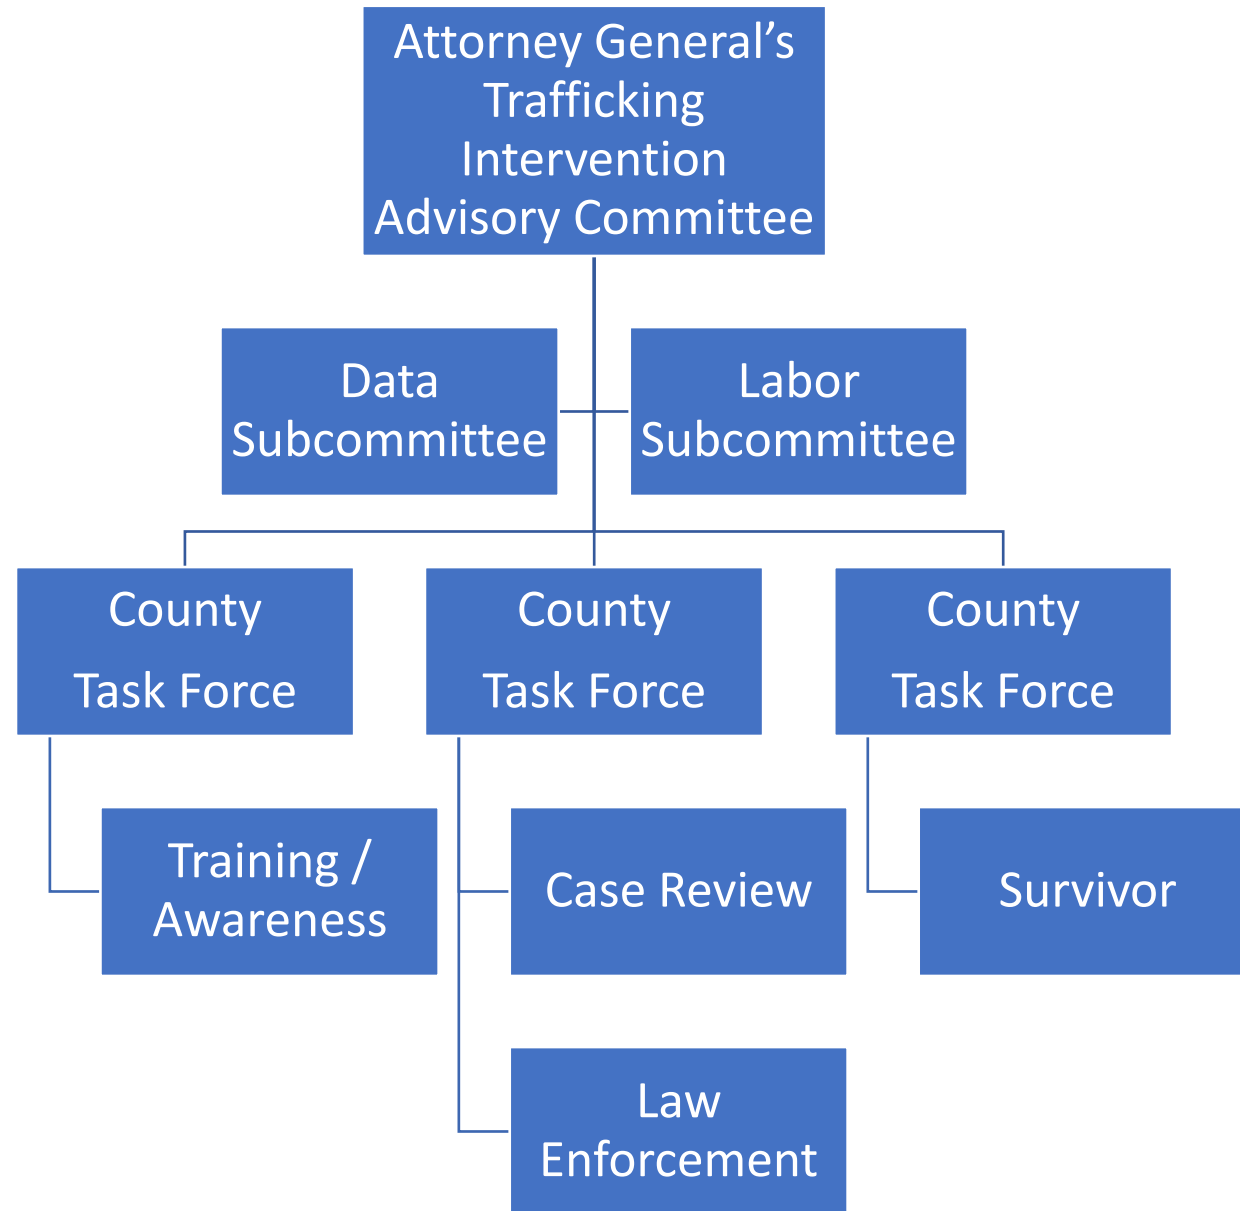 Attorney General’s
Trafficking
Intervention
Advisory Committee
Data
Subcommittee
Labor
Subcommittee
County
Task Force
County
Task Force
County
Task Force
Training /
Awareness
Case Review
Survivor
Law
Enforcement